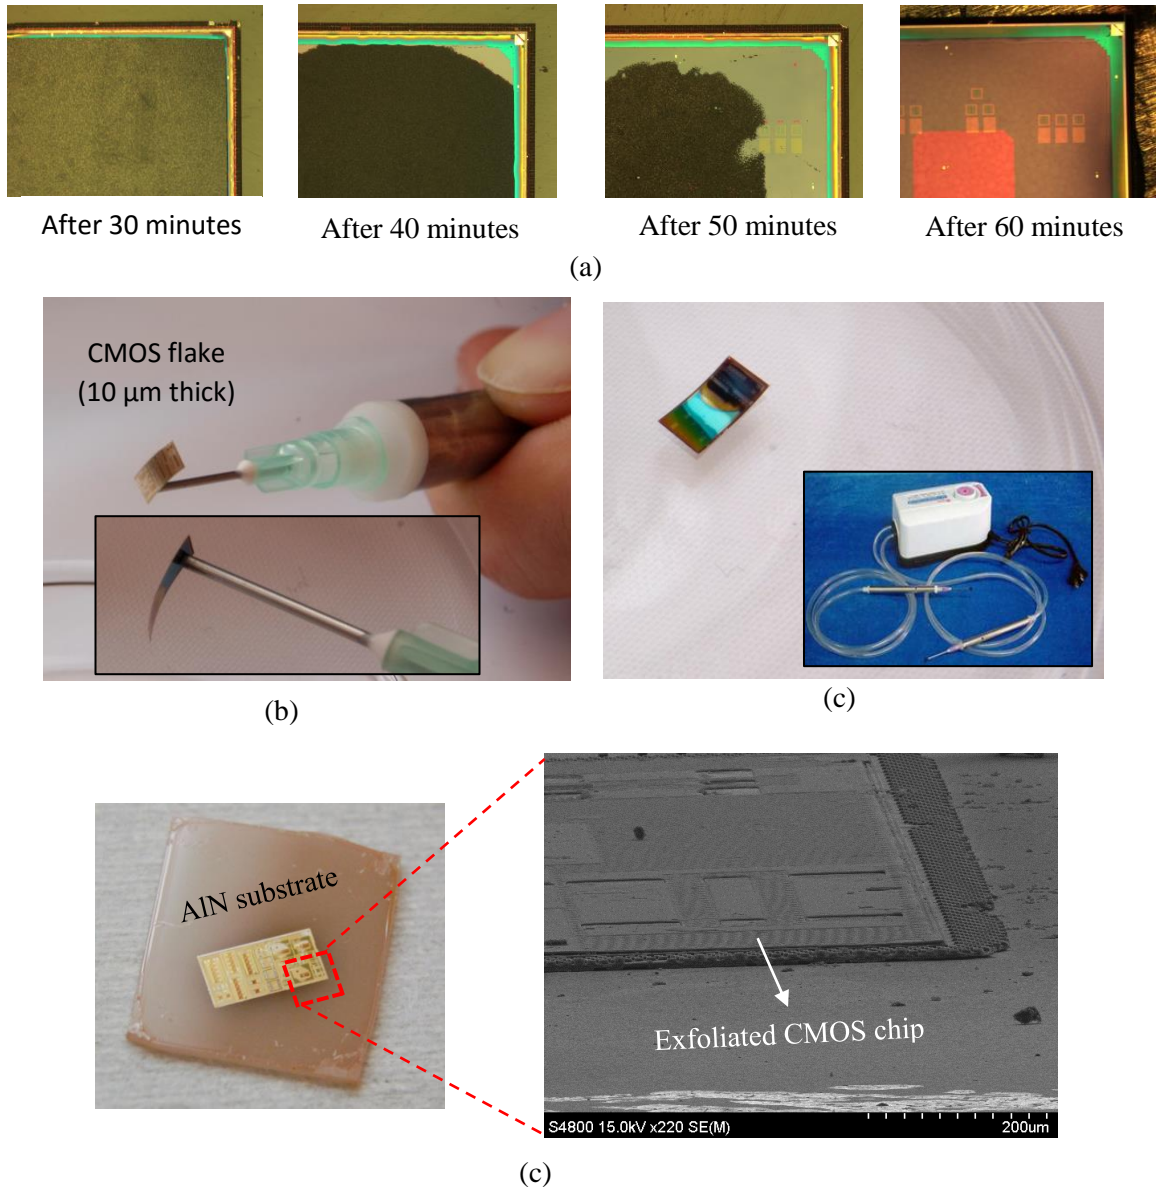 After 30 minutes
After 40 minutes
After 50 minutes
After 60 minutes
(a)
CMOS flake
(10 µm thick)
(b)
(c)
AlN substrate
Exfoliated CMOS chip
S4800 15.0kV x220 SE(M)
200um
(c)